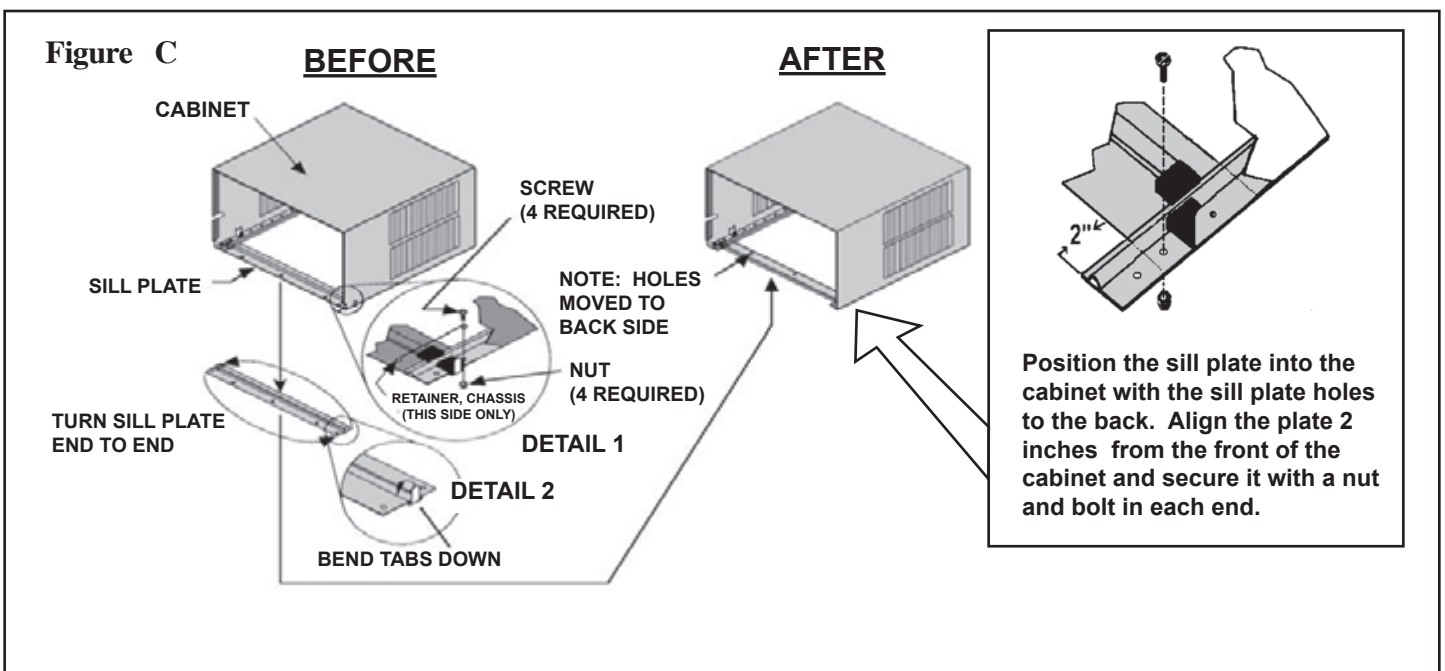 Figure C
BEFORE
AFTER
CABINET
SCREW
(4 REQUIRED)
SILL PLATE
NOTE: HOLES
MOVED TO
BACK SIDE
NUT
(4 REQUIRED)
RETAINER, CHASSIS
(THIS SIDE ONLY)
DETAIL 1
TURN SILL PLATE
END TO END
DETAIL 2
BEND TABS DOWN
2"
Position the sill plate into the
cabinet with the sill plate holes
to the back. Align the plate 2
inches from the front of the
cabinet and secure it with a nut
and bolt in each end.